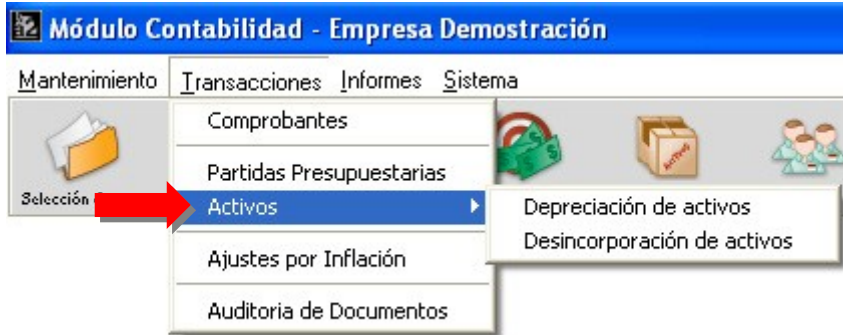 Módulo Contabilidad - Empresa Demostración
Mantenimiento Transacciones Informes Sistema
Comprobantes
Partidas Presupuestarias
Selección
Activos
Depreciación de activos
Desincorporación de activos
Ajustes por Inflación
Auditoria de Documentos
Activo